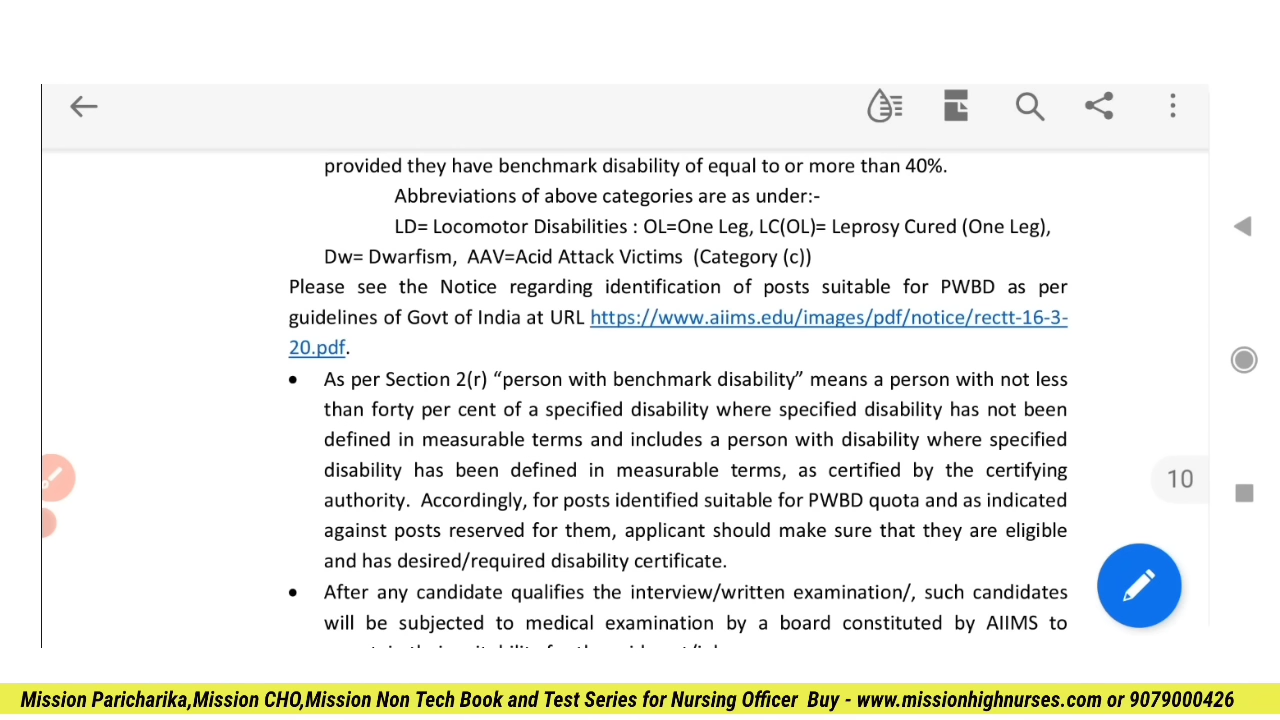 provided they have benchmark disability of equal to or more than 40%.
Abbreviations of above categories are as under:-
LD= Locomotor Disabilities : OL=One Leg, LC(OL)= Leprosy Cured (One Leg),
Dw= Dwarfism, AAV=Acid Attack Victims (Category (c))
Please see the Notice regarding identification of posts suitable for PWBD as per
guidelines of Govt of India at URL https://www.aiims.edu/images/pdf/notice/rectt-16-3-
20.pdf.
• As per Section 2(r) “person with benchmark disability” means a person with not less
than forty per cent of a specified disability where specified disability has not been
defined in measurable terms and includes a person with disability where specified
disability has been defined in measurable terms, as certified by the certifying
authority. Accordingly, for posts identified suitable for PWBD quota and as indicated
against posts reserved for them, applicant should make sure that they are eligible
and has desired/required disability certificate.
• After any candidate qualifies the interview/written examination/, such candidates
will be subjected to medical examination by a board constituted by AIIMS to
10
Mission Paricharika,Mission CHO,Mission Non Tech Book and Test Series for Nursing Officer Buy - www.missionhighnurses.com or 9079000426